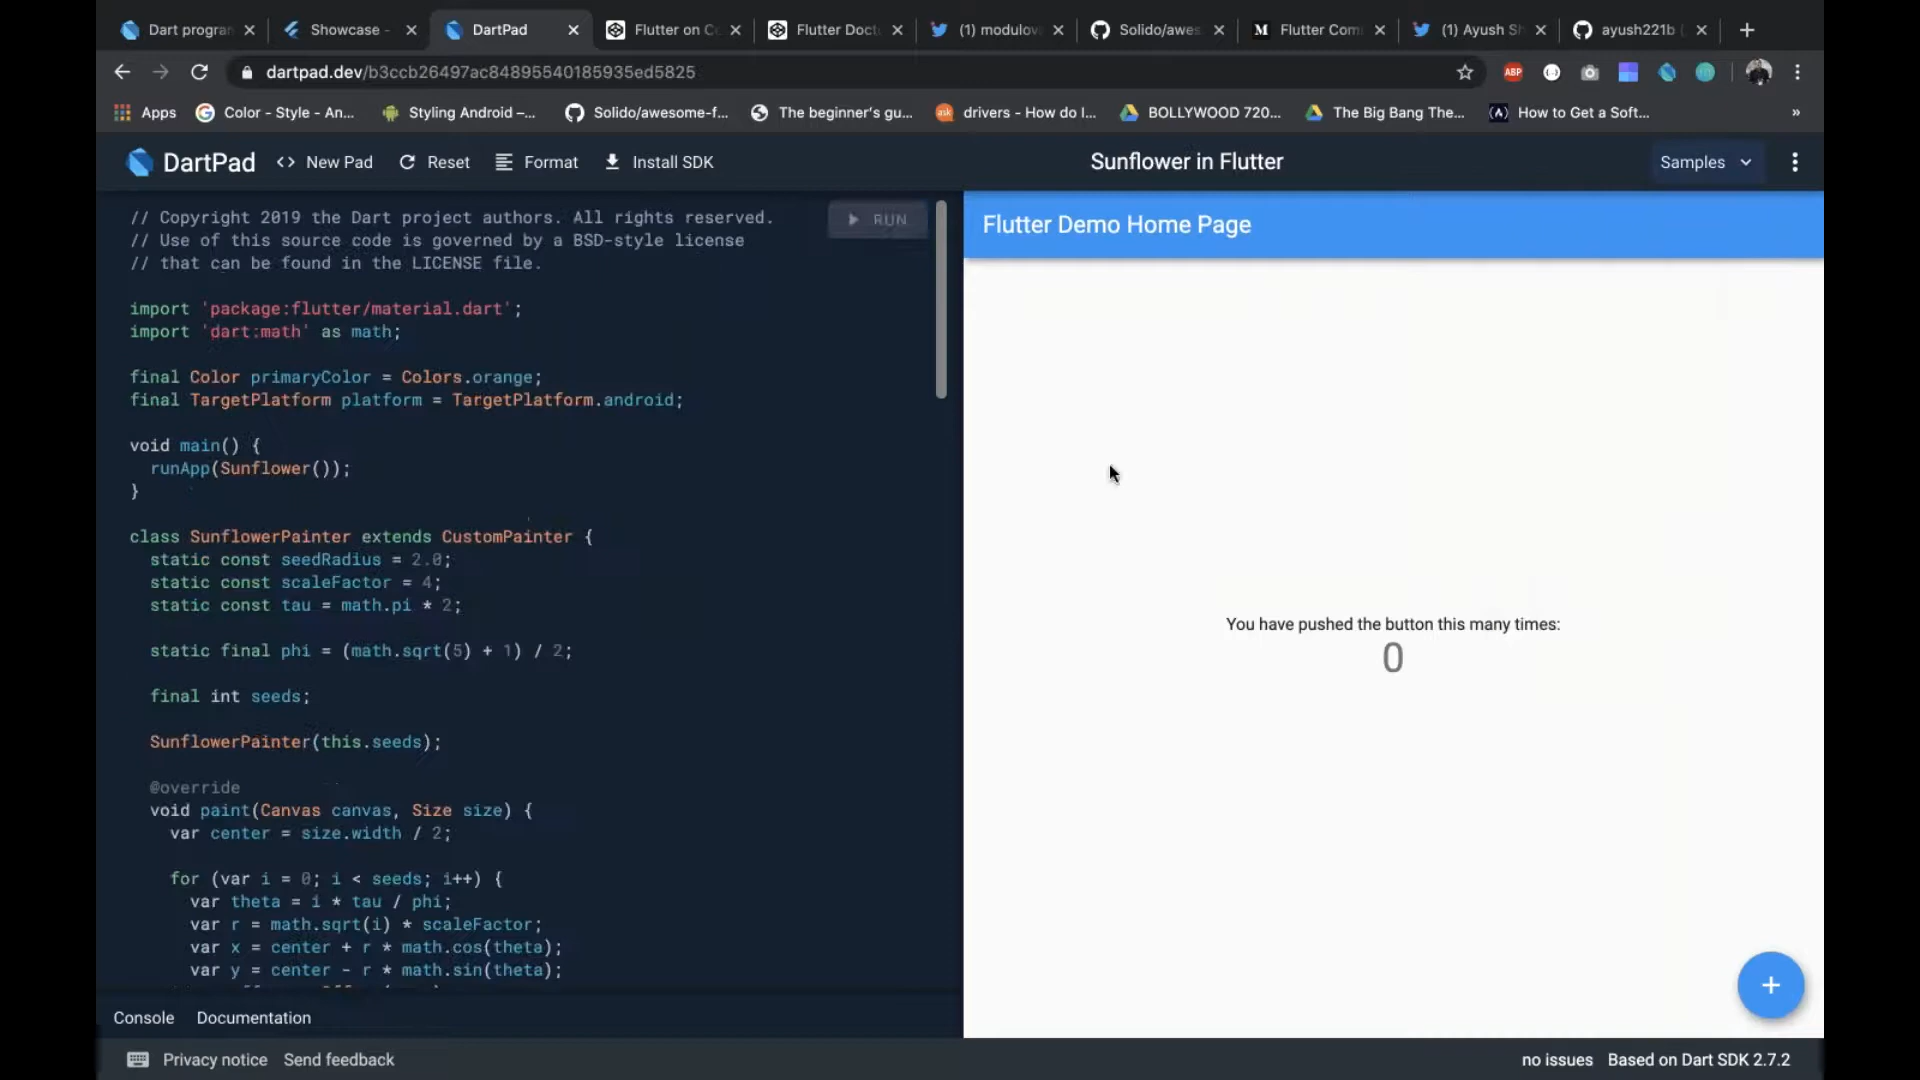 Dart progran
Showcase -
DartPad
Flutter on Co
Flutter Docto
(1) modulov
Solido/awes
Flutter Com
(1) Ayush Sh
ayush221b (
dartpad.dev/b3ccb26497ac84895540185935ed5825
ABP
Apps
Color - Style - An...
Styling Android –...
Solido/awesome-f...
The beginner's gu...
ask
drivers - How do I...
BOLLYWOOD 720...
The Big Bang The...
(A)
How to Get a Soft...
»
DartPad
<> New Pad
Reset
Format
Install SDK
Sunflower in Flutter
Samples
// Copyright 2019 the Dart project authors. All rights reserved.
// Use of this source code is governed by a BSD-style license
// that can be found in the LICENSE file.
RUN
import 'package:flutter/material.dart';
import 'dart:math' as math;
final Color primaryColor = Colors.orange;
final TargetPlatform platform = TargetPlatform.android;
void main() {
runApp(Sunflower());
}
class SunflowerPainter extends CustomPainter {
static const seedRadius = 2.0;
static const scaleFactor = 4;
static const tau = math.pi * 2;
static final phi = (math.sqrt(5) + 1) / 2;
final int seeds;
SunflowerPainter(this.seeds);
@override
void paint(Canvas canvas, Size size) {
var center = size.width / 2;
for (var i = 0; i < seeds; i++) {
var theta = i * tau / phi;
var r = math.sqrt(i) * scaleFactor;
var x = center + r * math.cos(theta);
var y = center - r * math.sin(theta);
Flutter Demo Home Page
You have pushed the button this many times:
0
+
Console
Documentation
Privacy notice
Send feedback
no issues
Based on Dart SDK 2.7.2